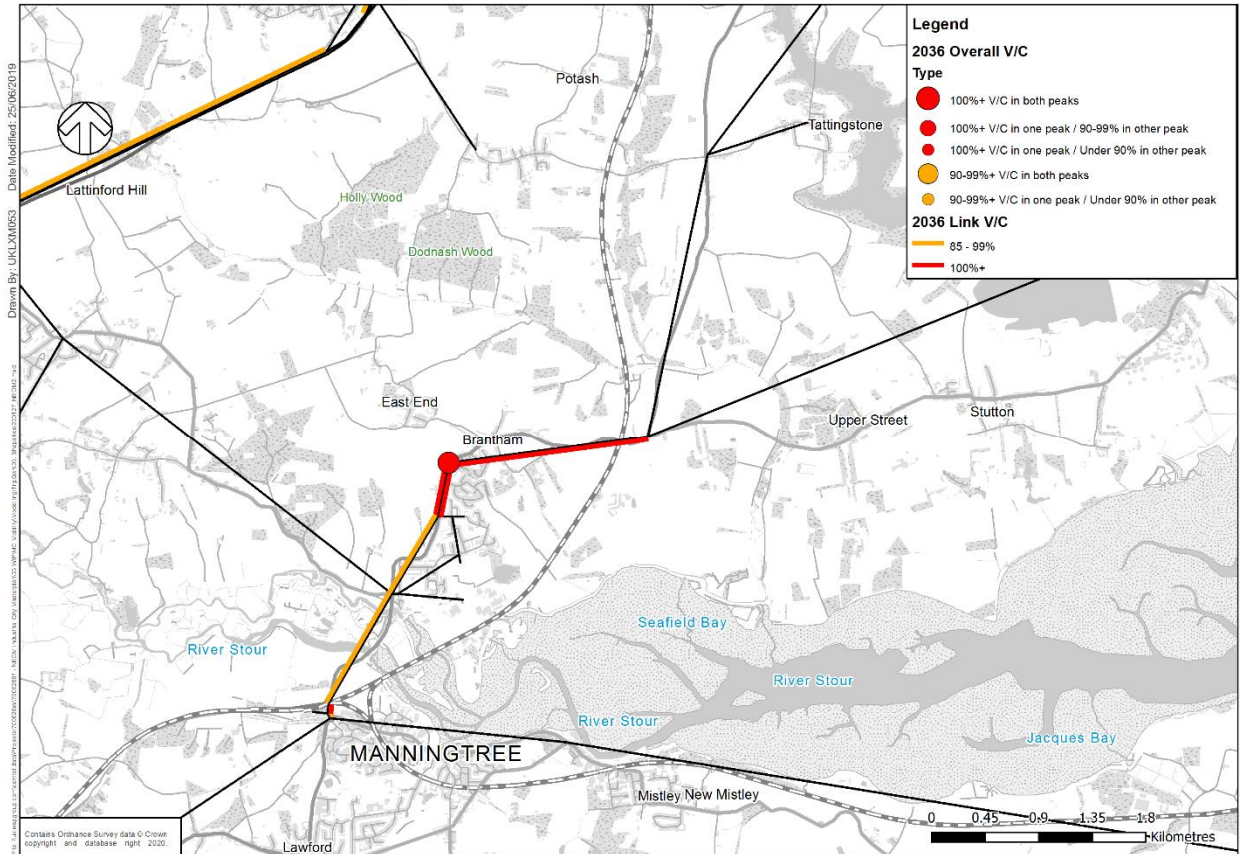 Legend
2036 Overall V/C
Type
100%+ V/C in both peaks
100%+ V/C in one peak / 90-99% in other peak
100%+ V/C in one peak / Under 90% in other peak
90-99%+ V/C in both peaks
90-99%+ V/C in one peak / Under 90% in other peak
2036 Link V/C
85 - 99%
100%+
Date Modified: 25/06/2019
Drawn By: UKLXM053
Potash
Tattingstone
Lattinford Hill
Holly Wood
Dodnash Wood
East End
Brantham
Upper Street
Stutton
Seafield Bay
River Stour
River Stour
River Stour
Jacques Bay
MANNINGTREE
Mistley New Mistley
Lawford
0 0.45 0.9 1.35 1.8
Kilometres
Contains Ordnance Survey data © Crown
copyright and database right 2020.